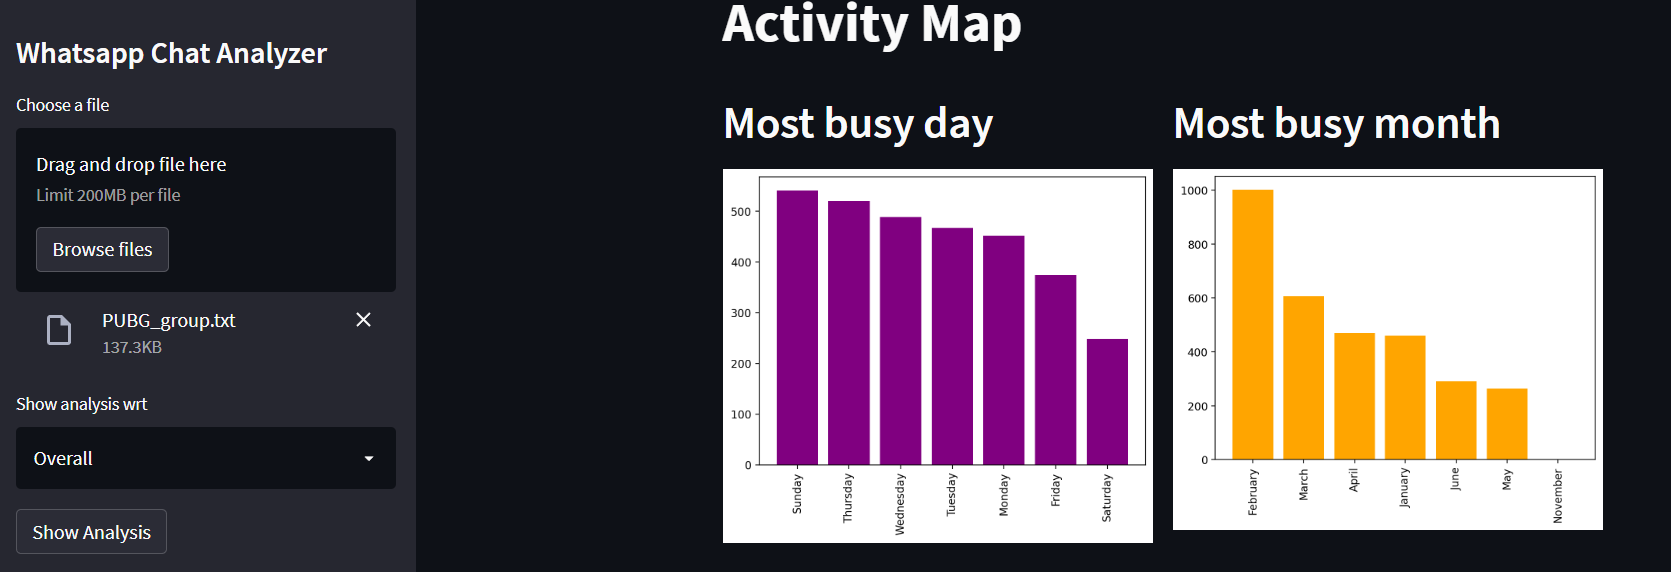 Whatsapp Chat Analyzer
Choose a file
Drag and drop file here
Limit 200MB per file
Browse files
PUBG_group.txt
137.3KB
Show analysis wrt
Overall
Show Analysis
Activity Map
Most busy day
500
400
300
200
100
0
Sunday
Thursday
Wednesday
Tuesday
Monday
Friday
Saturday
Most busy month
1000
800
600
400
200
0
February
March
April
January
June
May
November